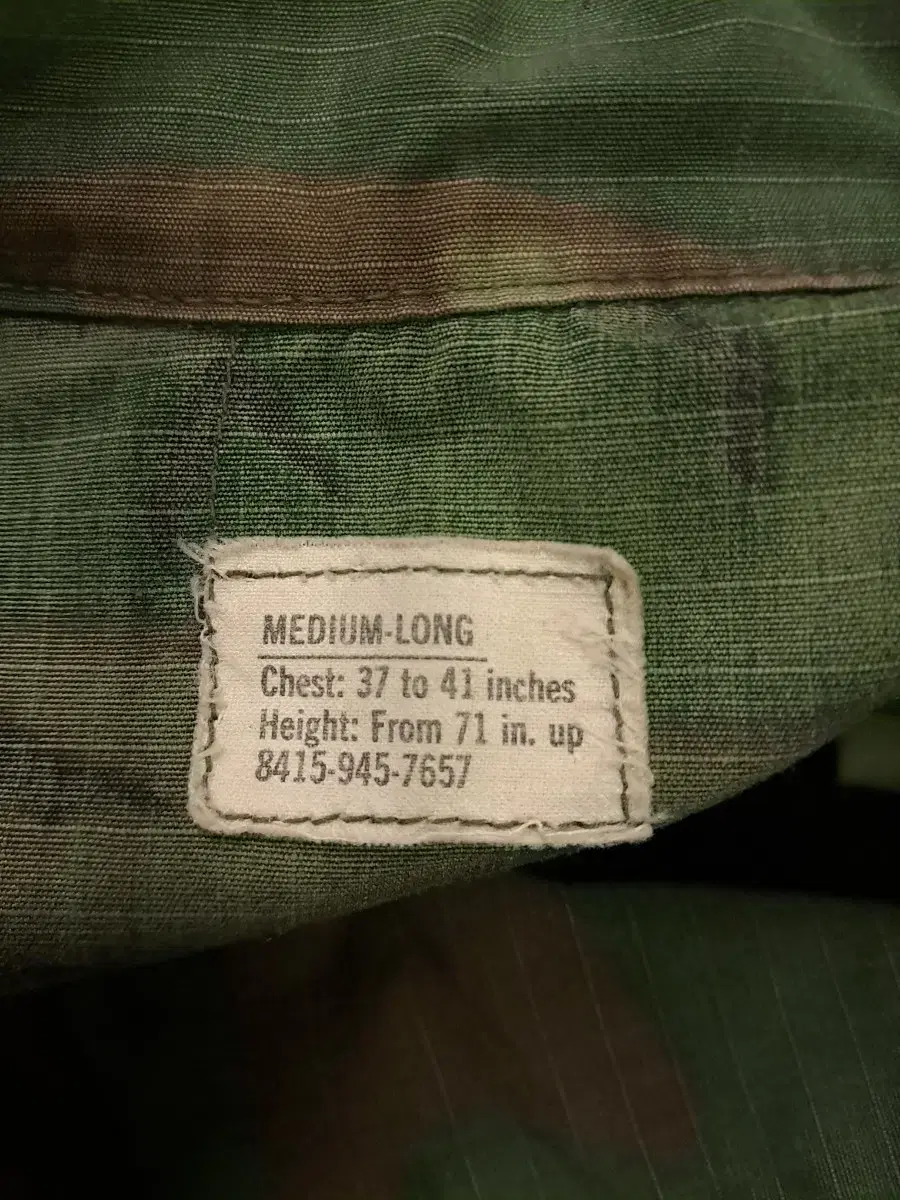 MEDIUM-LONG
Chest: 37 to 41 inches
Height: From 71 in. up
8415-945-7657